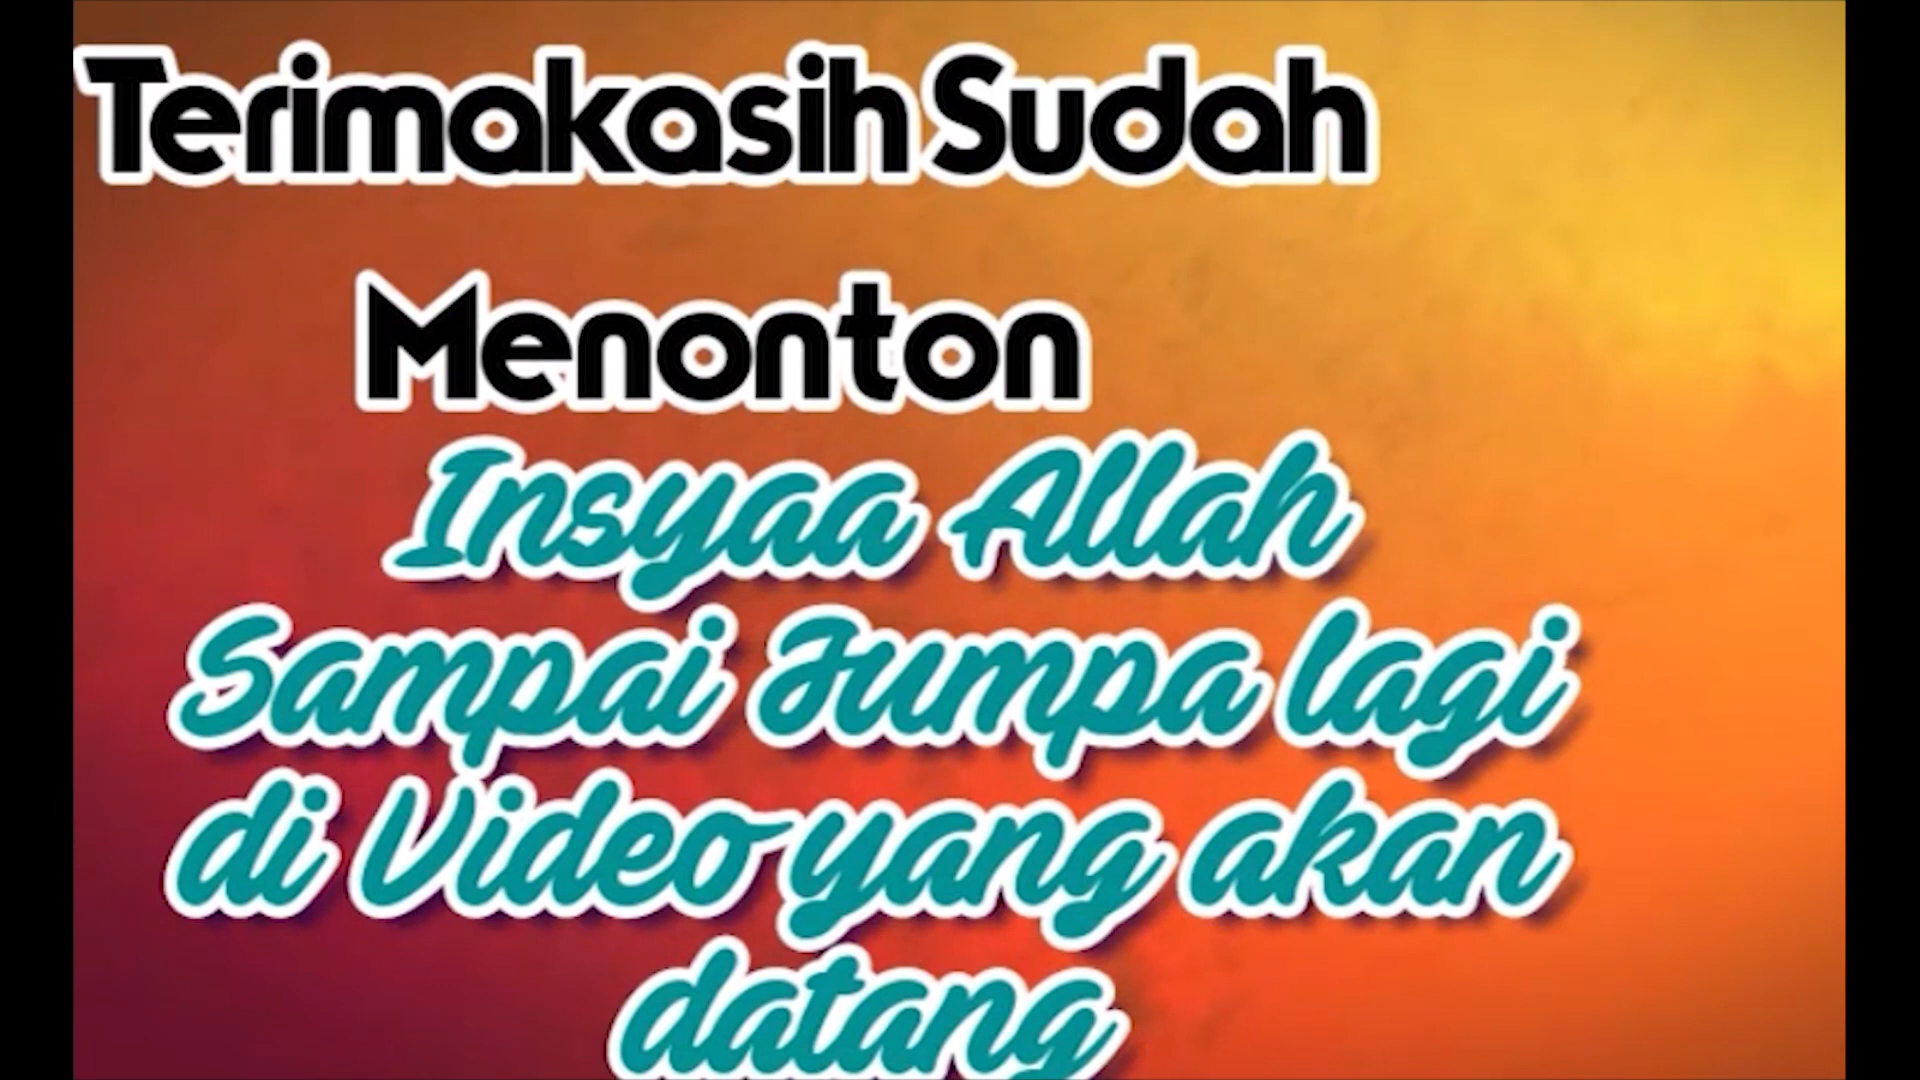 Terimakasih Sudah
Menonton
Insyaa Allah
Sampai Jumpa lagi
di Video yang akan
datang